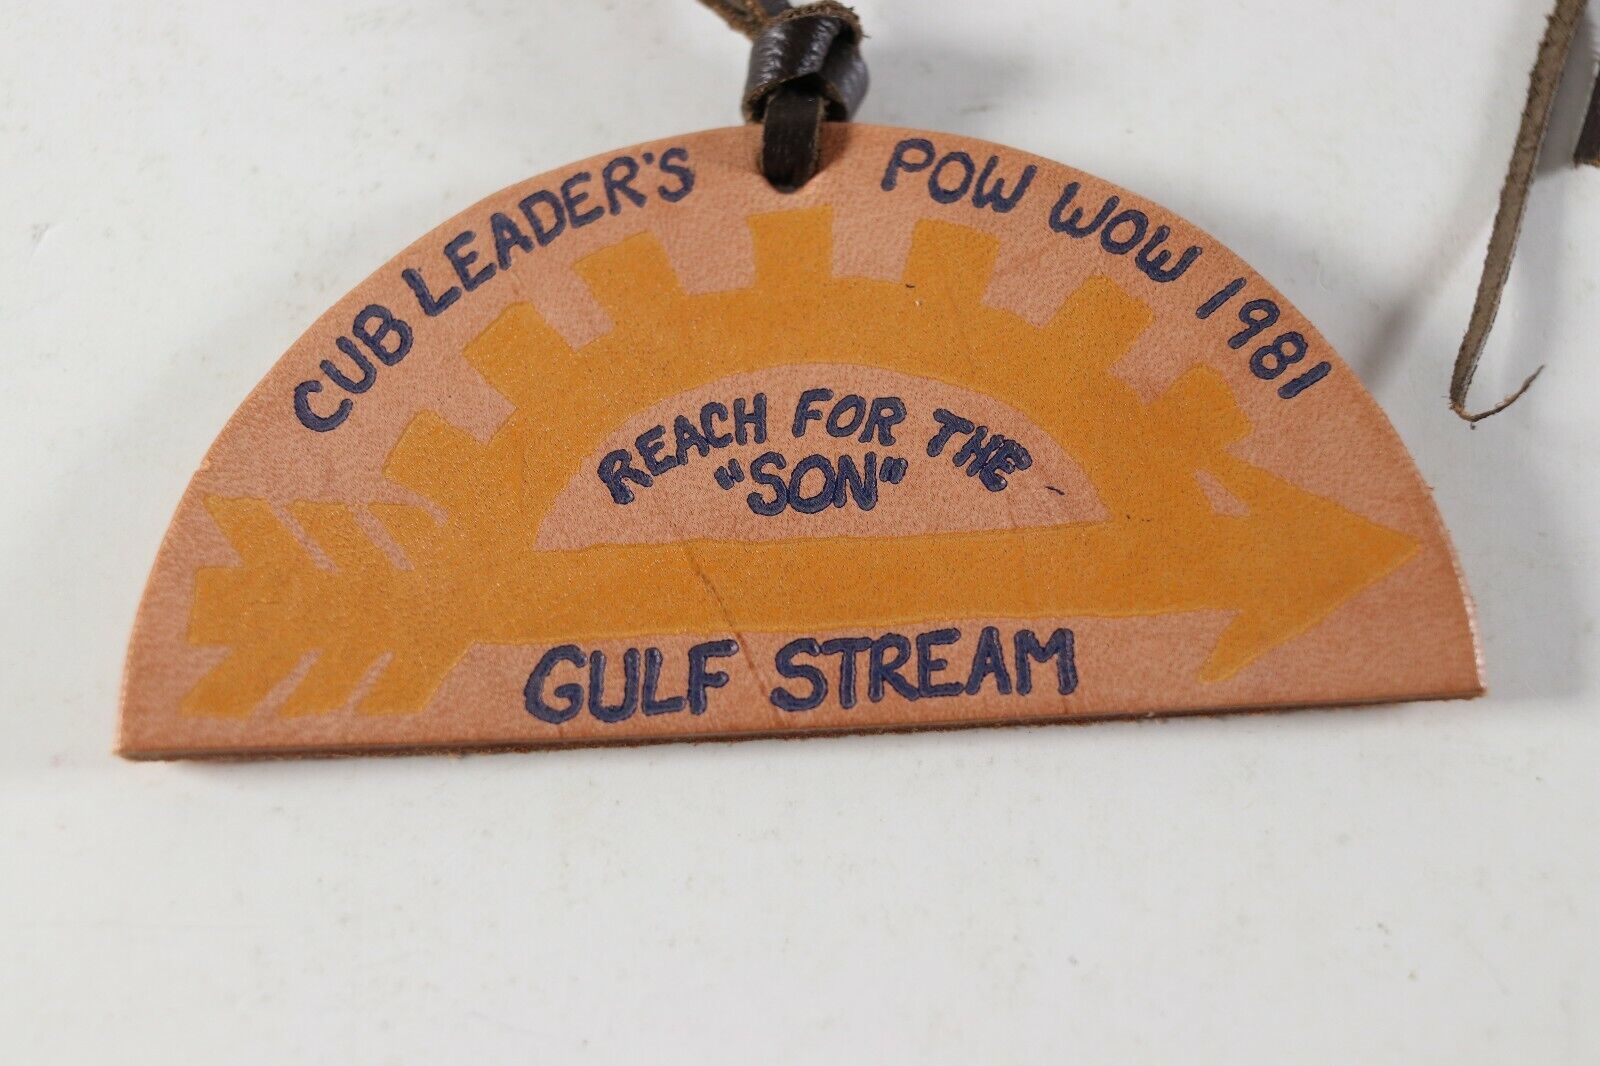 CUB LEADER'S POW WOW 1981
REACH FOR THE
"SON"
GULF STREAM